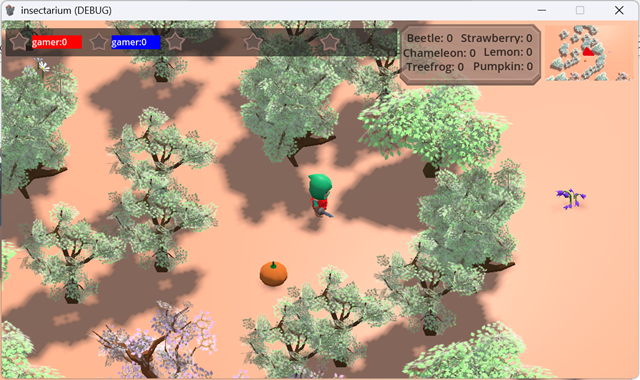 insectarium (DEBUG)
gamer:0 gamer:0
Beetle: 0 Strawberry: 0
Chameleon: 0 Lemon: 0
Treefrog: 0 Pumpkin: 0